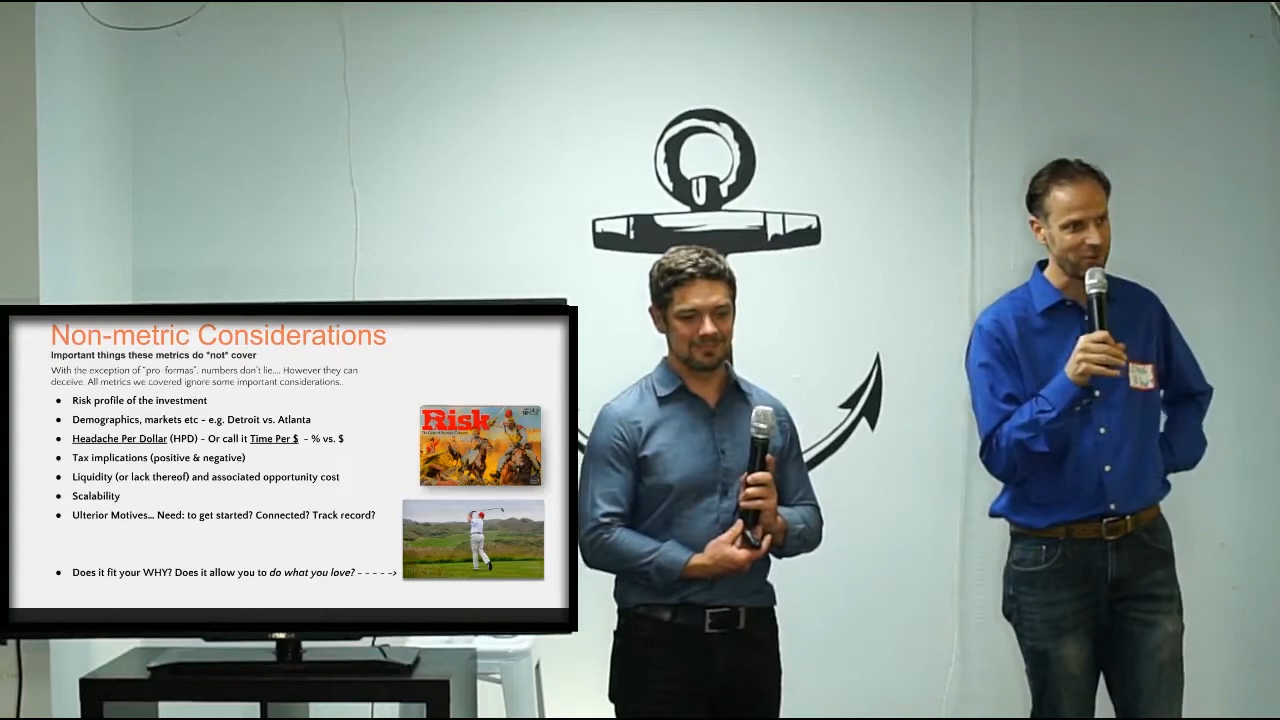 Non-metric Considerations
Important things these metrics do *not* cover
With the exception of "pro-formas", numbers don't lie.... However they can
deceive. All metrics we covered ignore some important considerations..
● Risk profile of the investment
● Demographics, markets etc – e.g. Detroit vs. Atlanta
● Headache Per Dollar (HPD) – Or call it Time Per $ – % vs. $
● Tax implications (positive & negative)
● Liquidity (or lack thereof) and associated opportunity cost
● Scalability
● Ulterior Motives... Need: to get started? Connected? Track record?
● Does it fit your WHY? Does it allow you to do what you love? - - - - ->
Risk